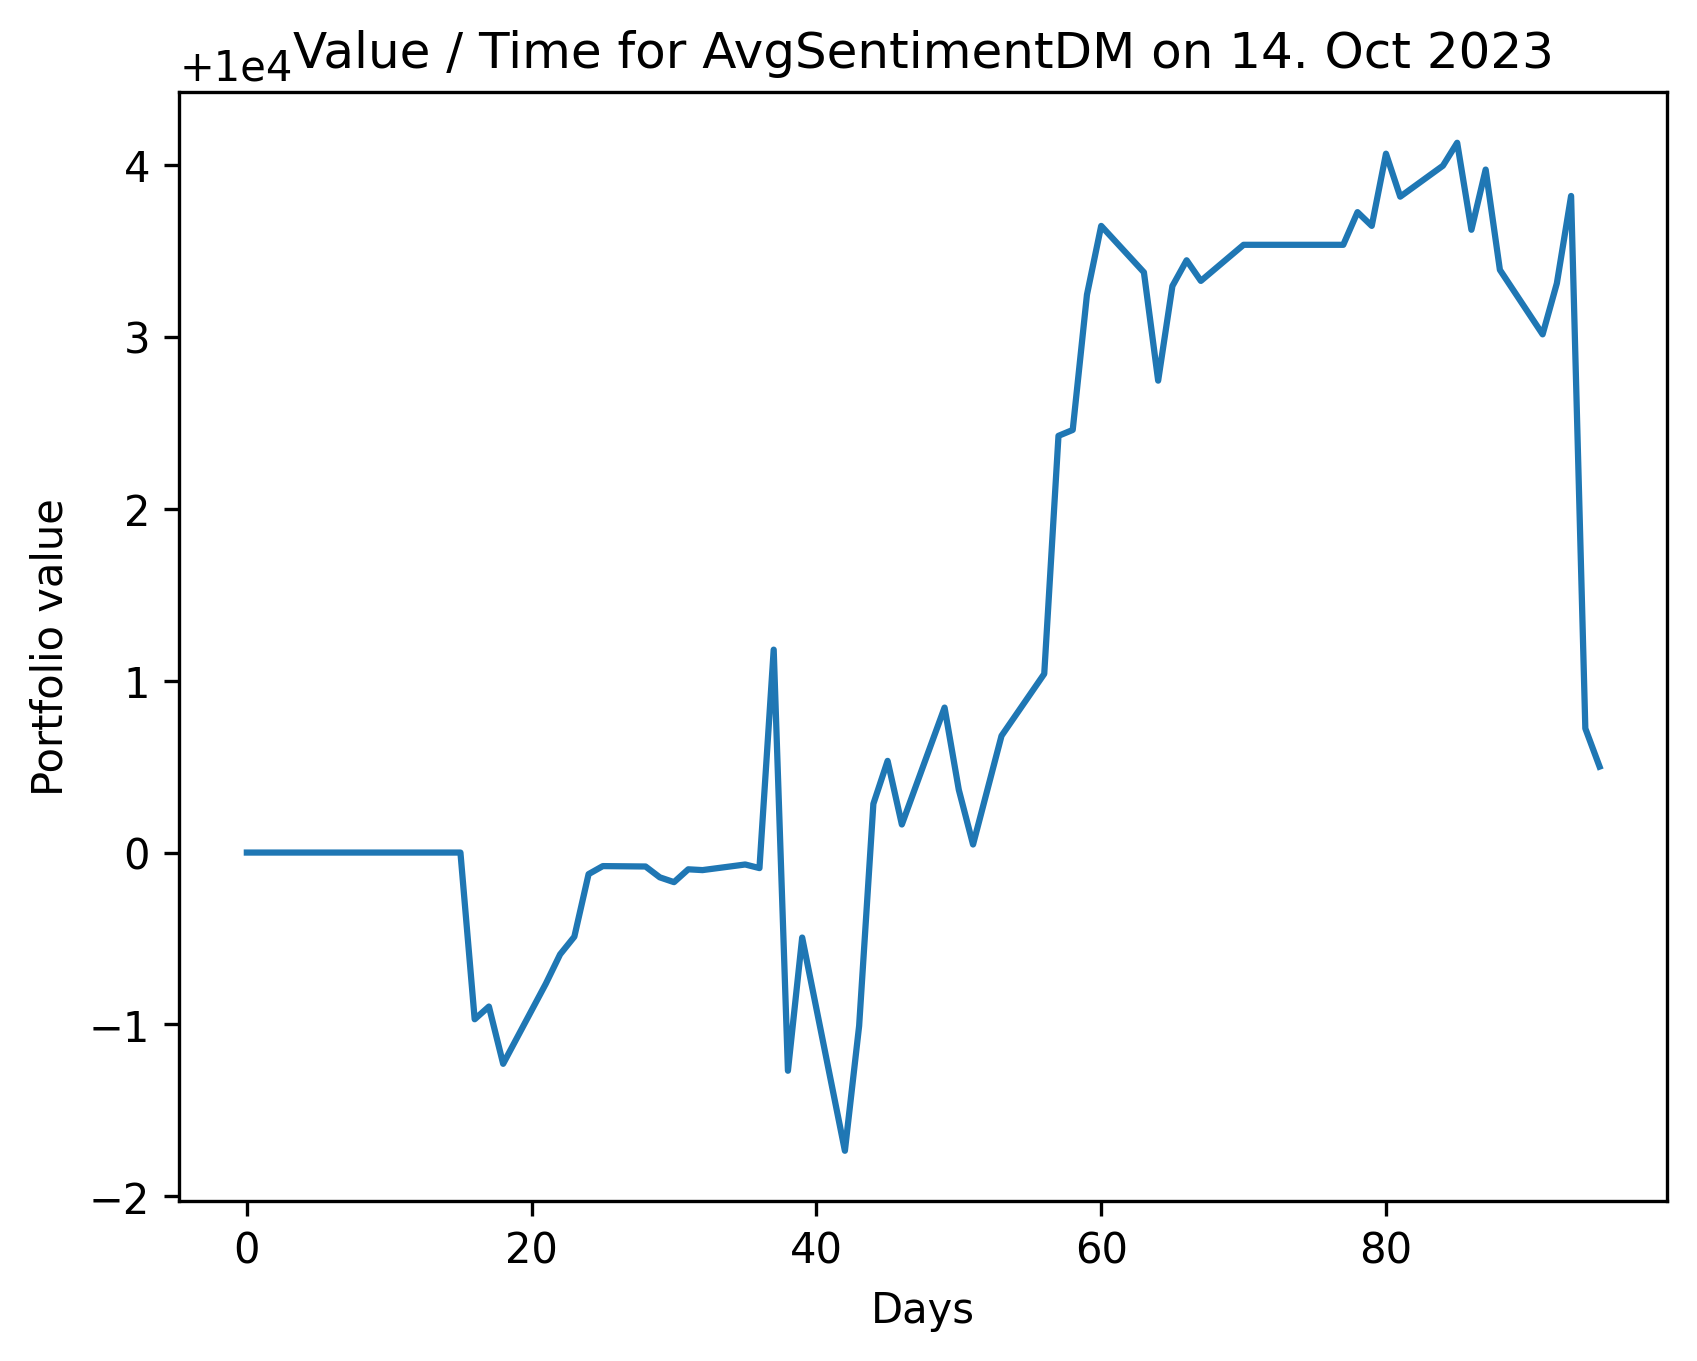 Value / Time for AvgSentimentDM on 14. Oct 2023
+1e4
4
3
2
1
0
−1
−2
Portfolio value
0 20 40 60 80
Days